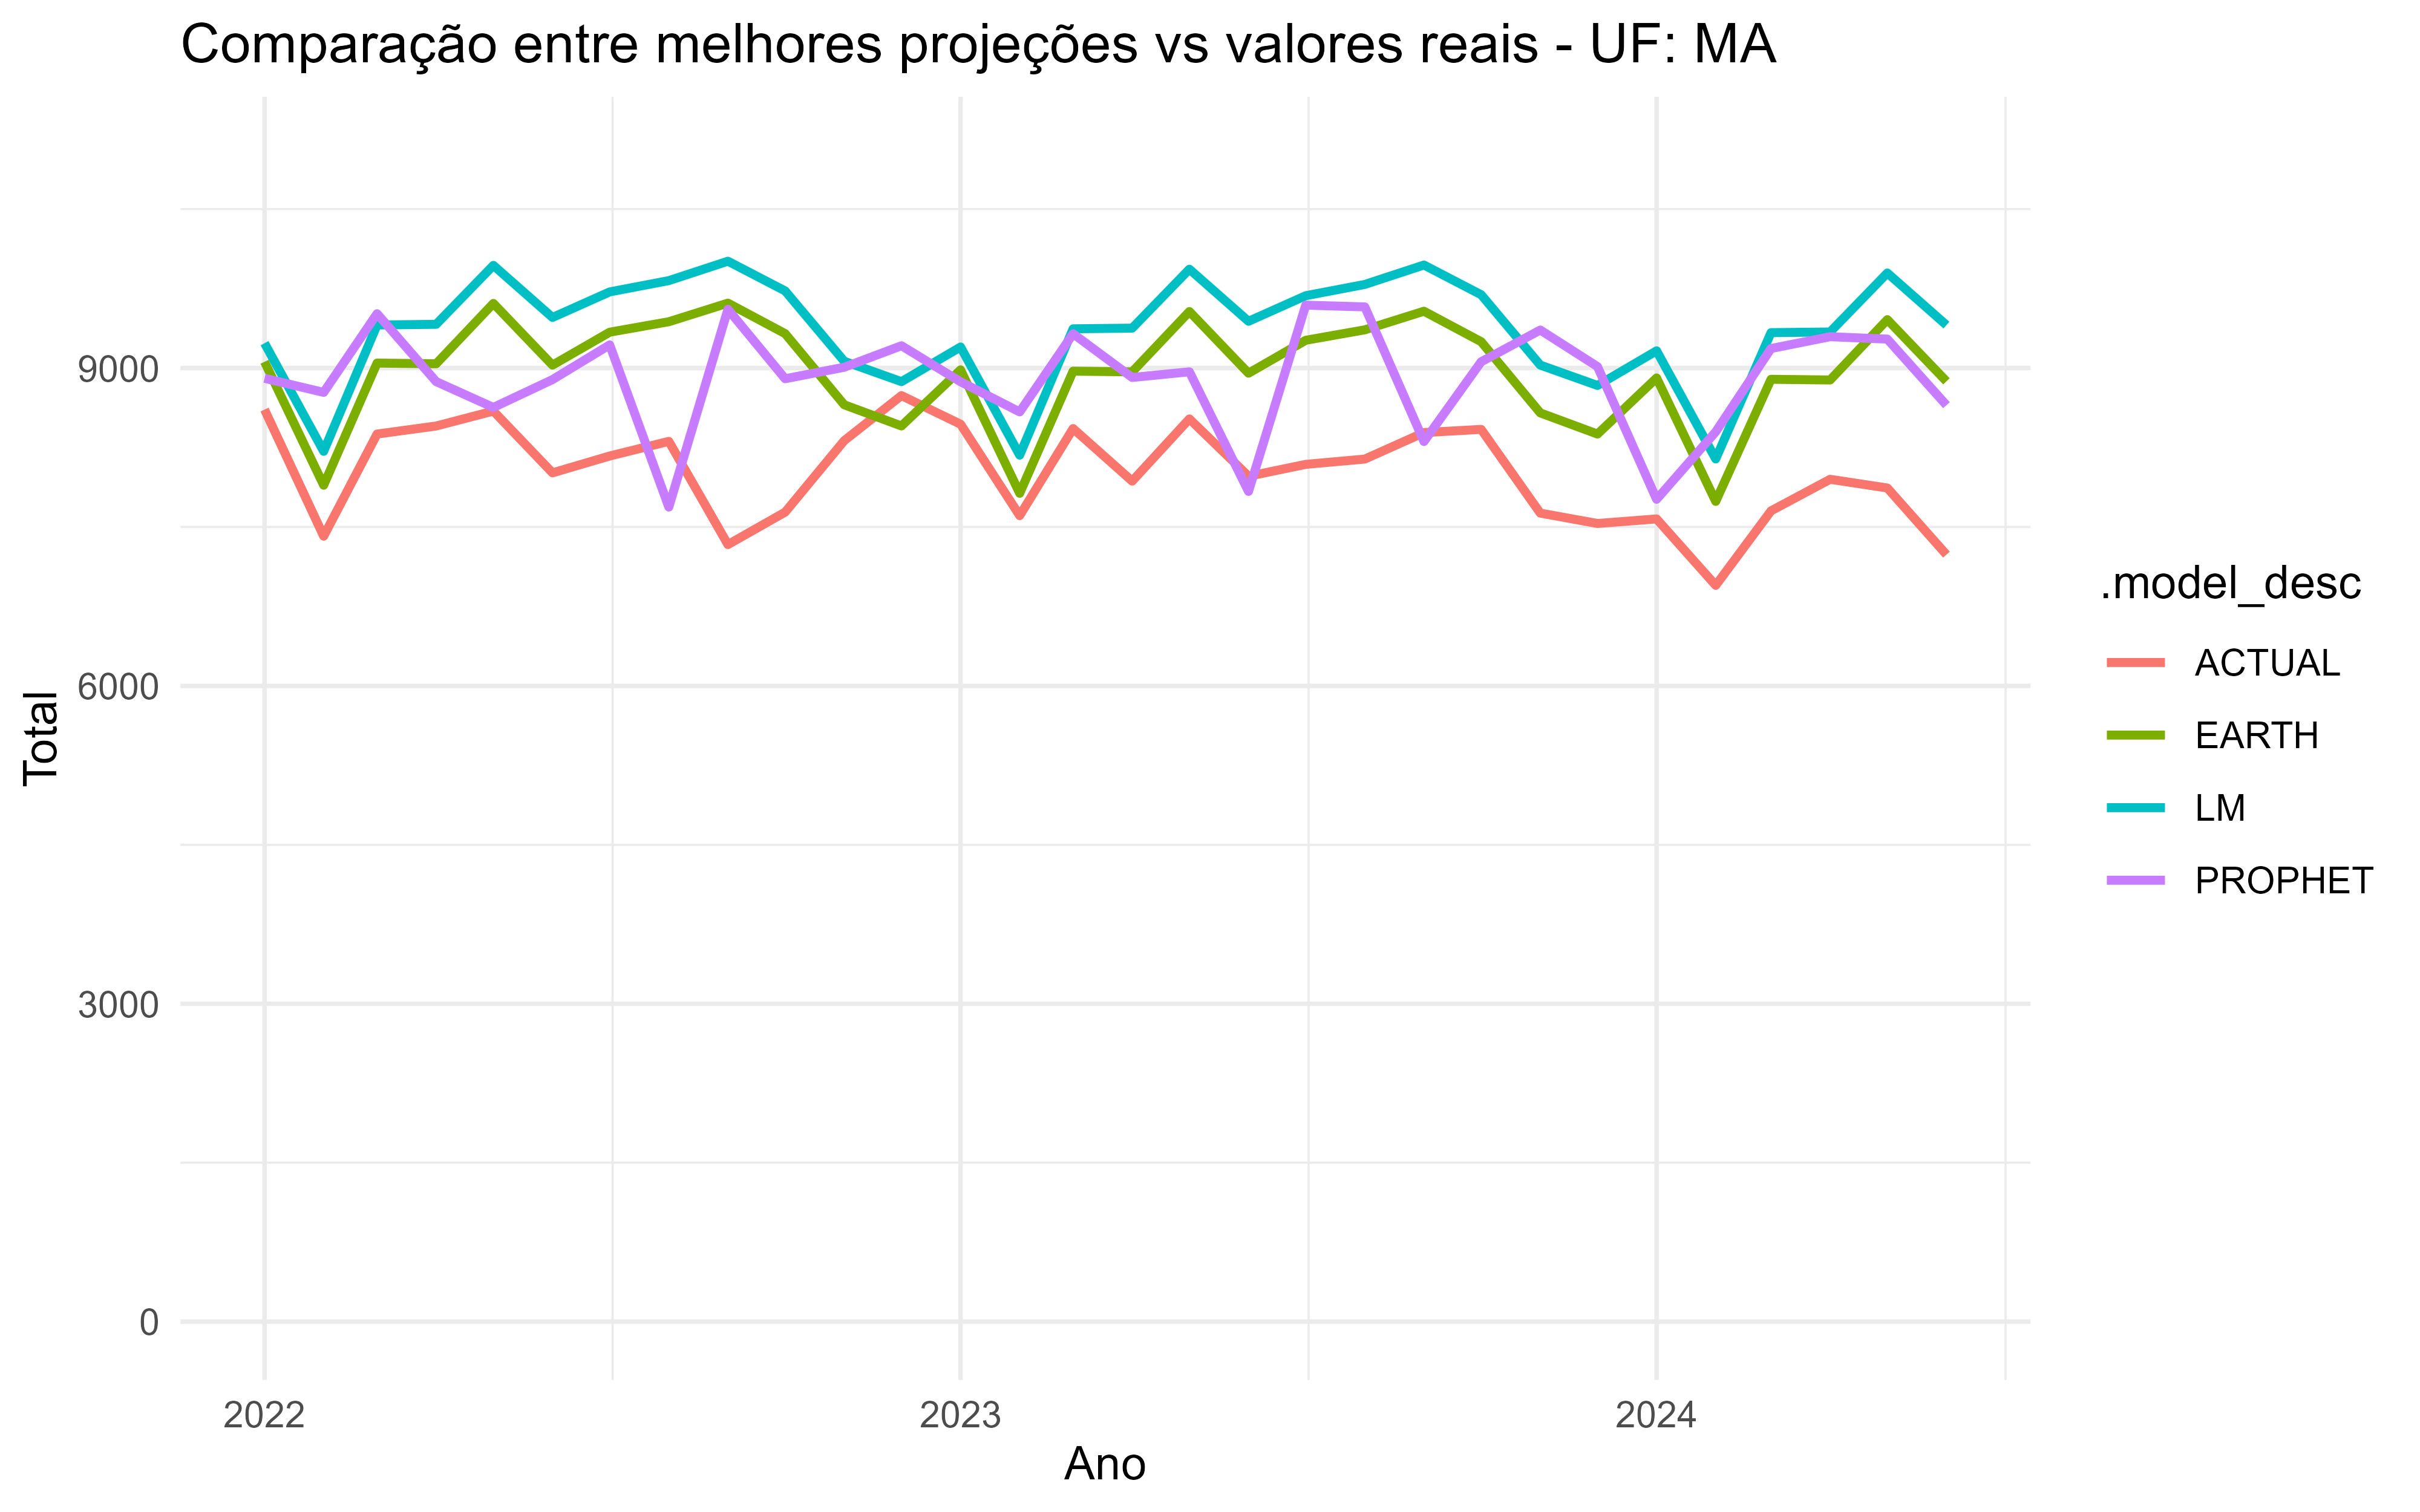 Comparação entre melhores projeções vs valores reais - UF: MA
Total
9000
6000
3000
0
2022
2023
2024
Ano
.model_desc
ACTUAL
EARTH
LM
PROPHET